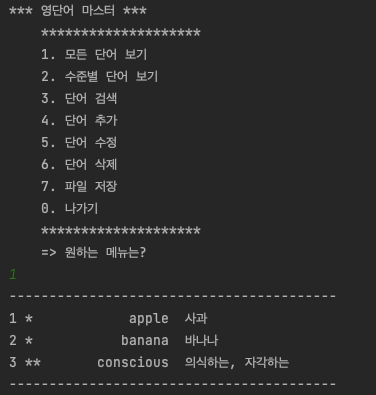 *** 영단어 마스터 ***
********************
1. 모든 단어 보기
2. 수준별 단어 보기
3. 단어 검색
4. 단어 추가
5. 단어 수정
6. 단어 삭제
7. 파일 저장
0. 나가기
********************
=> 원하는 메뉴는?
1
-----------------------------------------
1 * apple 사과
2 * banana 바나나
3 ** conscious 의식하는, 자각하는
-----------------------------------------